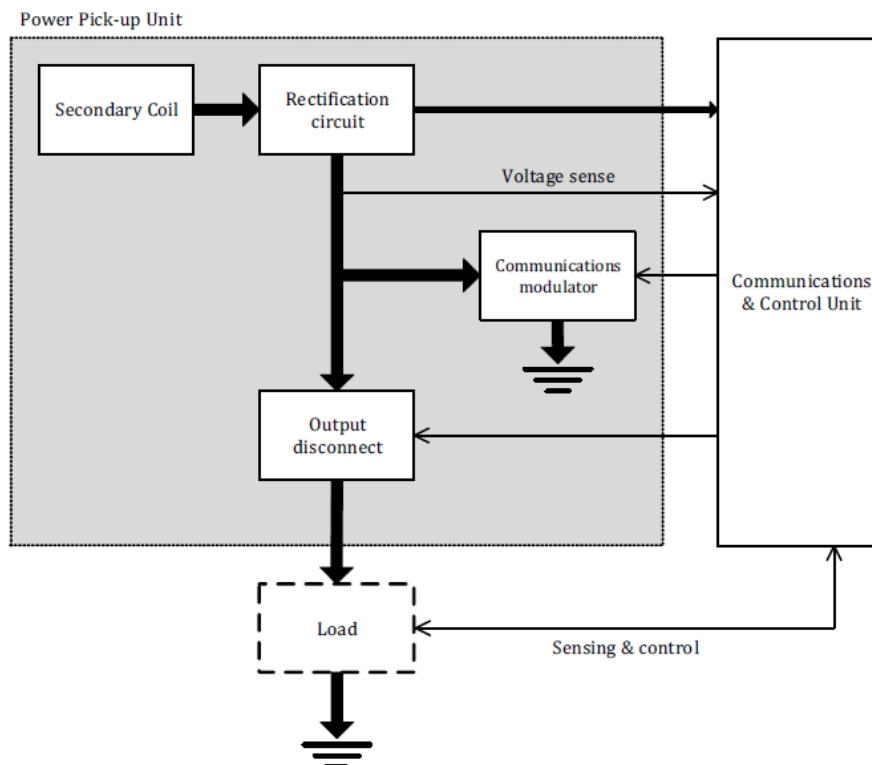 Power Pick-up Unit
Secondary Coil
Rectification
circuit
Voltage sense
Communications
modulator
Communications
& Control Unit
Output
disconnect
Load
Sensing & control